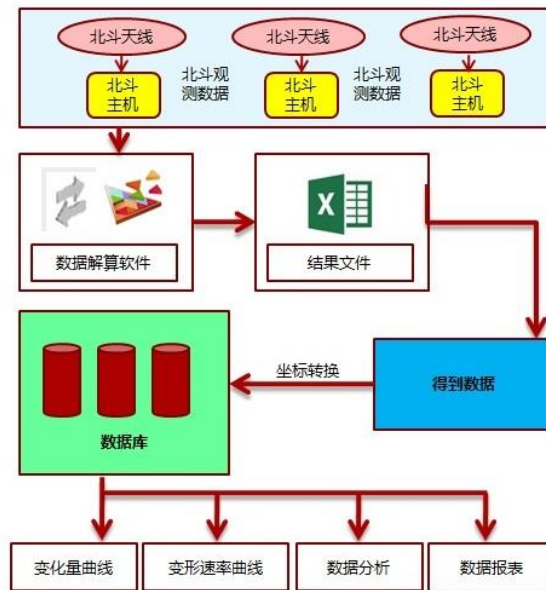 北斗天线
北斗天线
北斗天线
北斗
主机
北斗观
测数据
北斗
主机
北斗观
测数据
北斗
主机
X
数据解算软件
结果文件
坐标转换
得到数据
数据库
变化量曲线
变形速率曲线
数据分析
数据报表